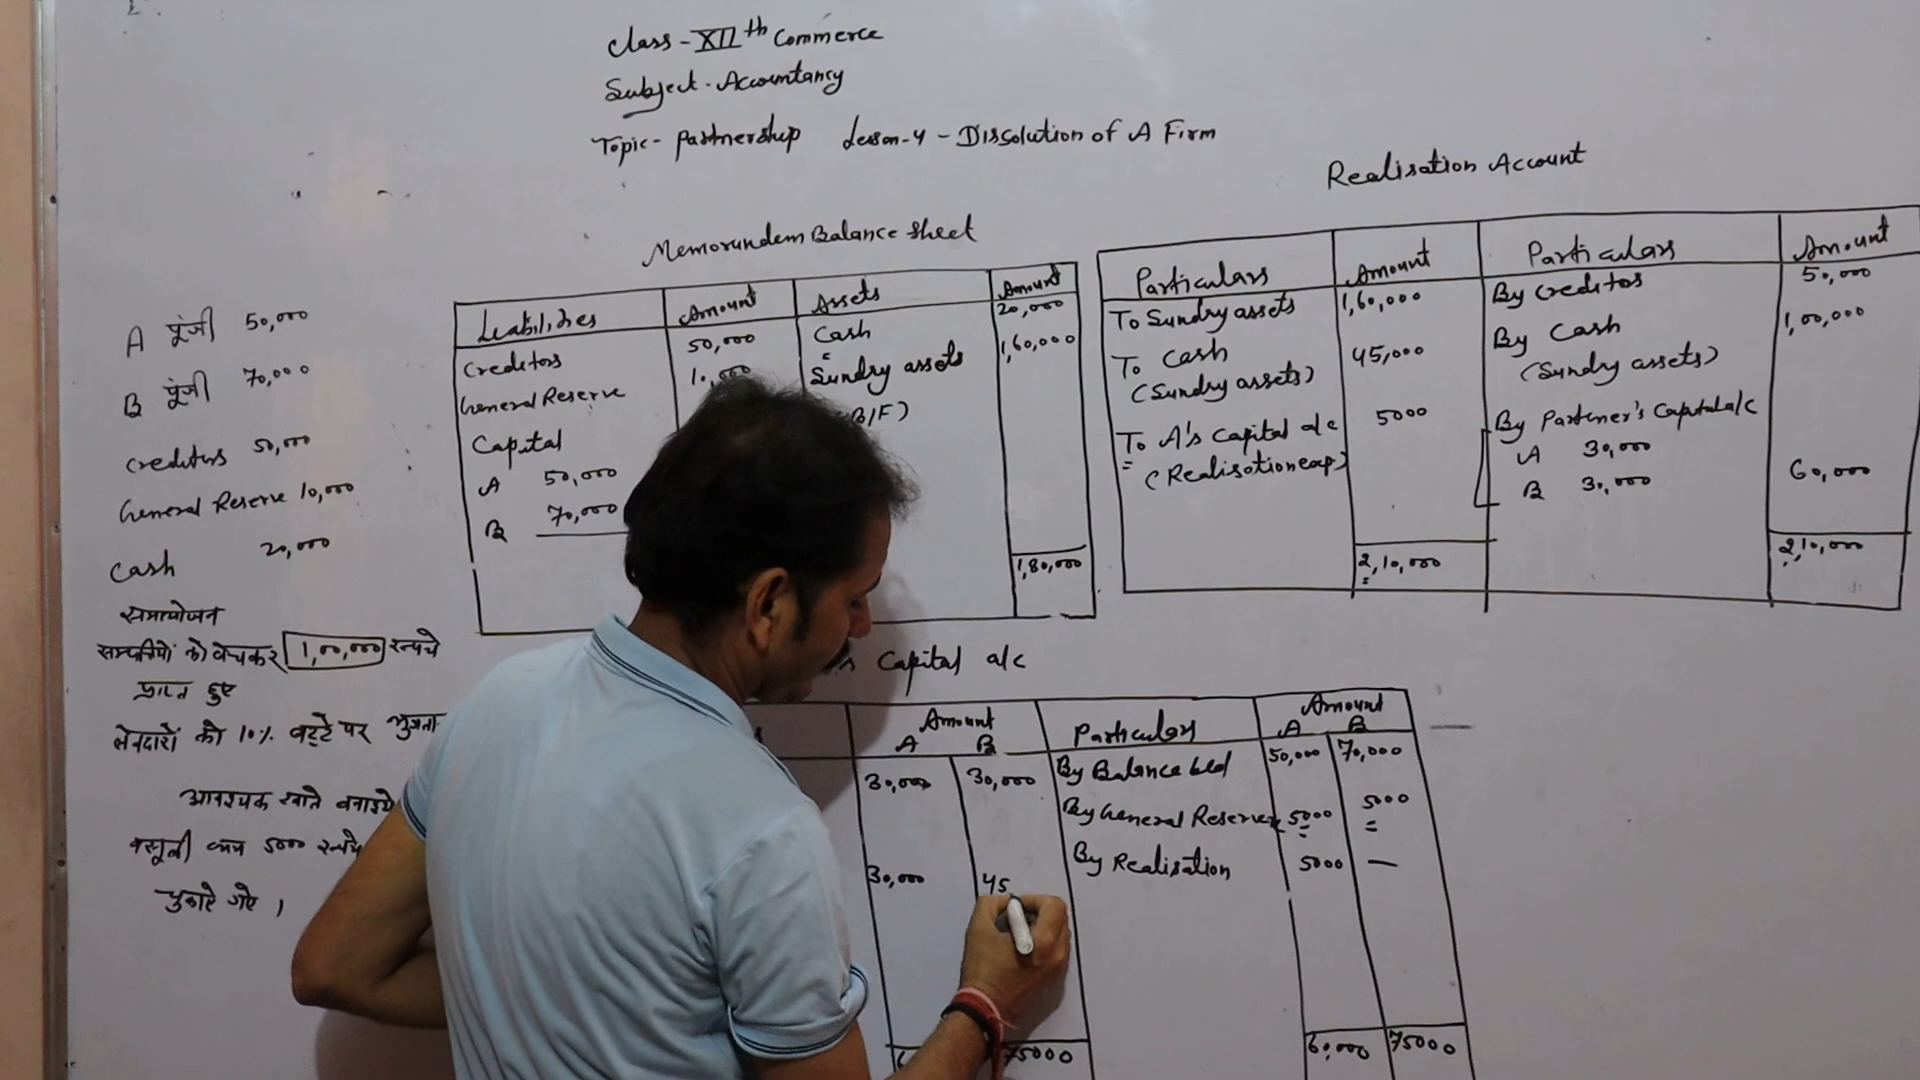 Class - XII th Commerce
Subject - Accountancy
Topic - Partnership Lesson-4 - Dissolution of A Firm
A पूंजी 50,000
B पूंजी 70,000
Creditors 50,000
General Reserve 10,000
Cash 20,000
समायोजन
सम्पत्तियों को बेचकर 1,00,000 रूपये
प्राप्त हुए
लेनदारों को 10% बट्टे पर भुगता
आवश्यक खाते बनाइये
वसूली व्यय 5000 रूपये
चुकाये गये ।
Memorundem Balance Sheet
Leabilities Amount Assets Amount
Creditors 50,000 Cash 20,000
General Reserve 10,000 Sundry assets 1,60,000
Capital (B/F)
A 50,000
B 70,000
1,80,000
Realisation Account
Particulars Amount Particulars Amount
To Sundry assets 1,60,000 By Creditos 50,000
To Cash 45,000 By Cash 1,00,000
(Sundry assets) (Sundry assets)
To A's Capital a/c 5000 By Partener's Capital a/c
(Realisation exp) A 30,000
B 30,000 60,000
2,10,000 2,10,000
s Capital a/c
Amount Particulars Amount
A B A B
30,000 30,000 By Balance b/d 50,000 70,000
By General Reserve 5000 5000
30,000 45 By Realisation 5000 —
75000 60,000 75000